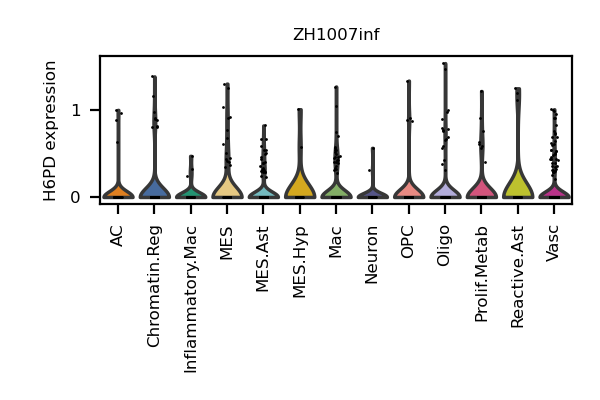 ZH1007inf
H6PD expression
1
0
AC
Chromatin.Reg
Inflammatory.Mac
MES
MES.Ast
MES.Hyp
Mac
Neuron
OPC
Oligo
Prolif.Metab
Reactive.Ast
Vasc